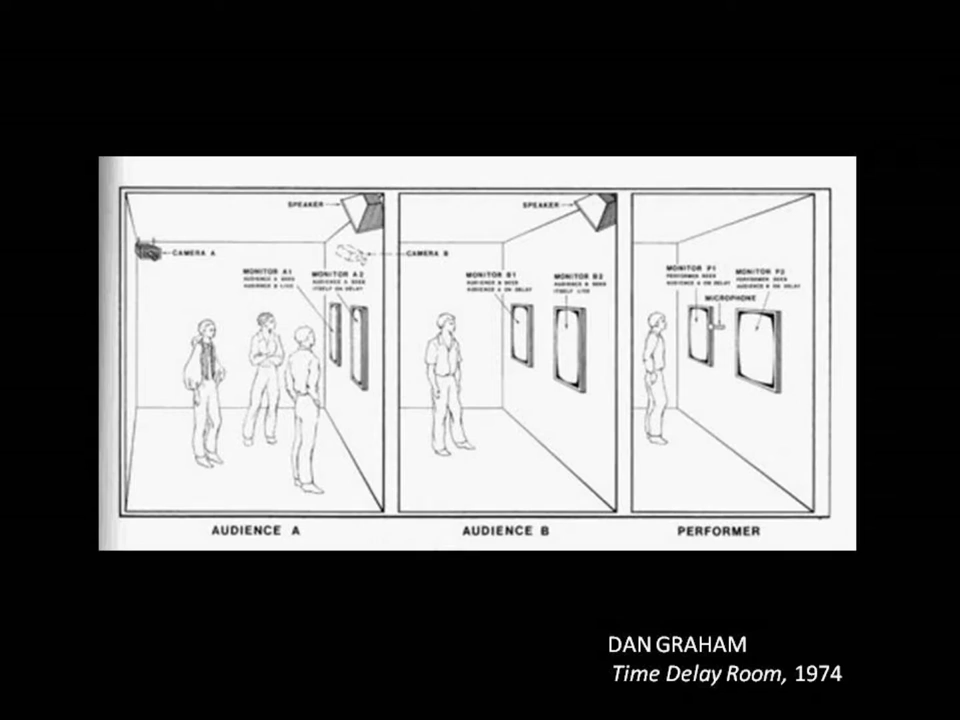 SPEAKER
SPEAKER
CAMERA A
CAMERA B
MONITOR A1
AUDIENCE A SEES
AUDIENCE B LIVE
MONITOR A2
AUDIENCE A SEES
ITSELF ON DELAY
MONITOR B1
AUDIENCE B SEES
AUDIENCE A ON DELAY
MONITOR B2
AUDIENCE B SEES
ITSELF LIVE
MONITOR P1
PERFORMER SEES
AUDIENCE A ON DELAY
MONITOR P2
PERFORMER SEES
AUDIENCE B ON DELAY
MICROPHONE
AUDIENCE A
AUDIENCE B
PERFORMER
DAN GRAHAM
Time Delay Room, 1974